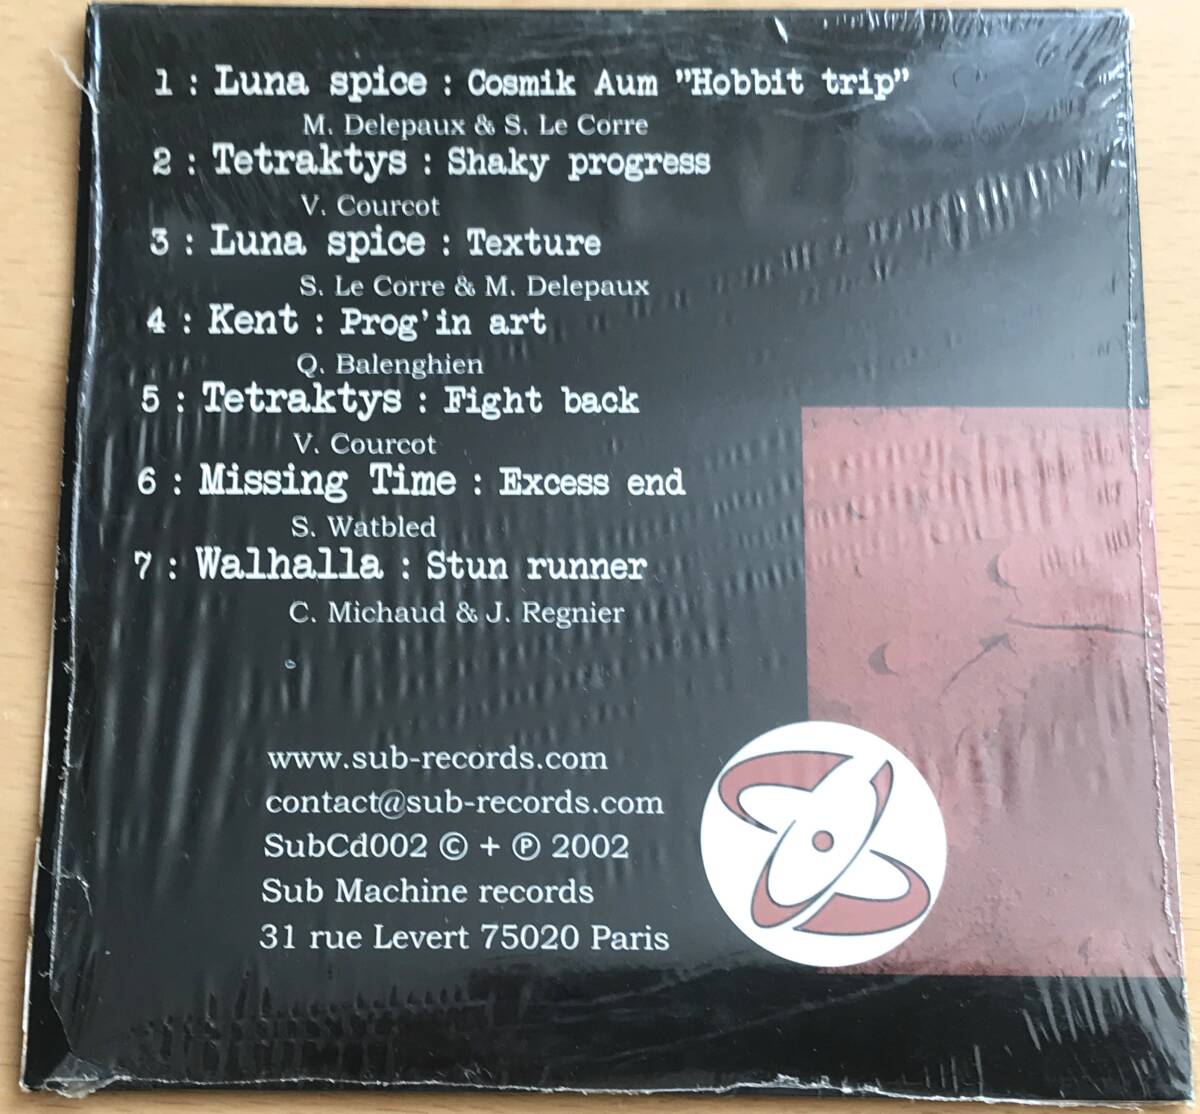 1 : Luna spice : Cosmik Aum "Hobbit trip"
M. Delepaux & S. Le Corre
2 : Tetraktys : Shaky progress
V. Courcot
3 : Luna spice : Texture
S. Le Corre & M. Delepaux
4 : Kent : Prog'in art
Q. Balenghien
5 : Tetraktys : Fight back
V. Courcot
6 : Missing Time : Excess end
S. Watbled
7 : Walhalla : Stun runner
C. Michaud & J. Regnier
www.sub-records.com
contact@sub-records.com
SubCd002 © + ℗ 2002
Sub Machine records
31 rue Levert 75020 Paris